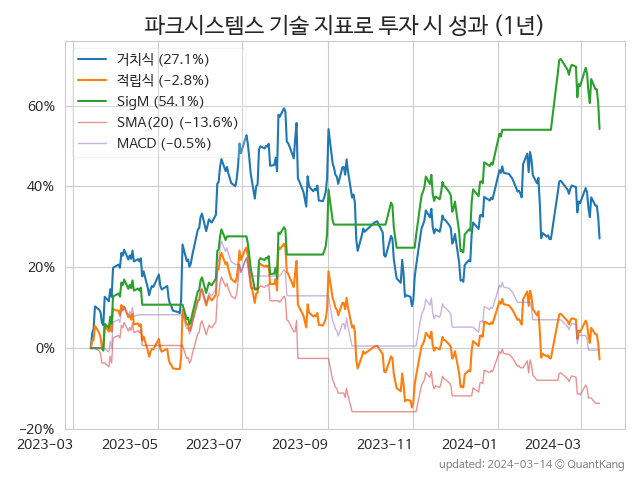 파크시스템스 기술 지표로 투자 시 성과 (1년)
거치식 (27.1%)
적립식 (−2.8%)
SigM (54.1%)
SMA(20) (−13.6%)
MACD (−0.5%)
60%
40%
20%
0%
−20%
2023-03 2023-05 2023-07 2023-09 2023-11 2024-01 2024-03
updated: 2024-03-14 ⓒ QuantKang